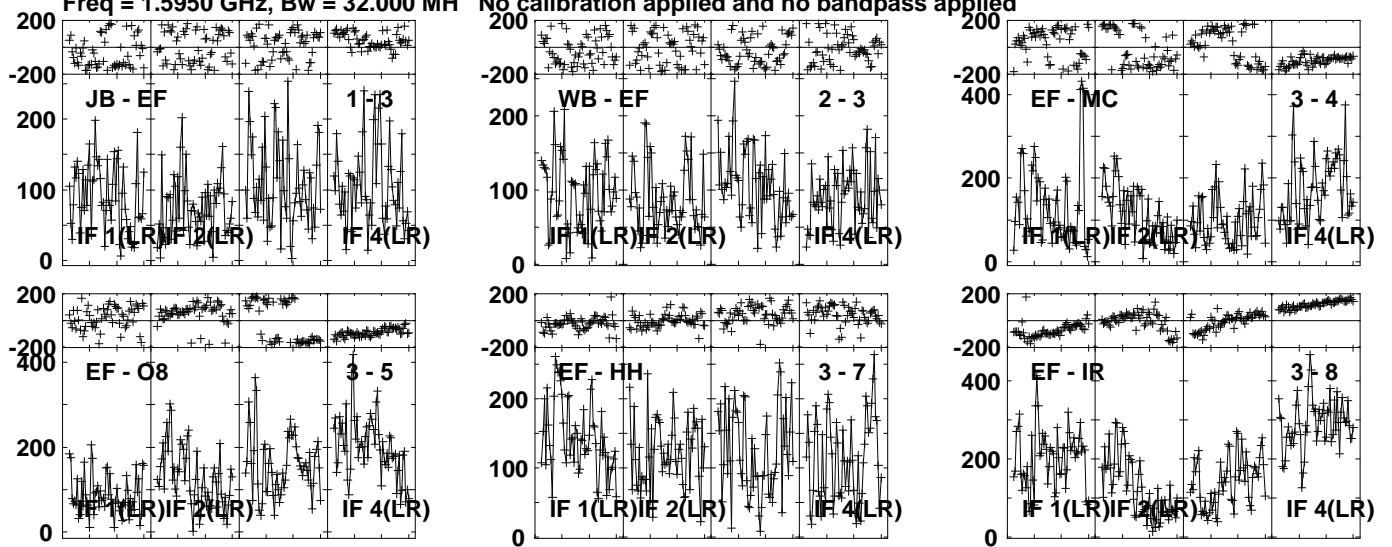 Freq = 1.5950 GHz, Bw = 32.000 MH No calibration applied and no bandpass applied
200 200 200
-200 -200 -200
JB - EF 1 - 3 WB - EF 2 - 3 EF - MC 3 - 4
400
200 200
200
100 100
IF 1(LR) IF 2(LR) IF 4(LR) IF 1(LR) IF 2(LR) IF 4(LR) IF 1(LR) IF 2(LR) IF 4(LR)
0 0 0
200 200 200
-200 -200 -200
400
EF - O8 3 - 5 EF - HH 3 - 7 EF - IR 3 - 8
400
200
200 200
100
IF 1(LR) IF 2(LR) IF 4(LR) IF 1(LR) IF 2(LR) IF 4(LR) IF 1(LR) IF 2(LR) IF 4(LR)
0 0 0